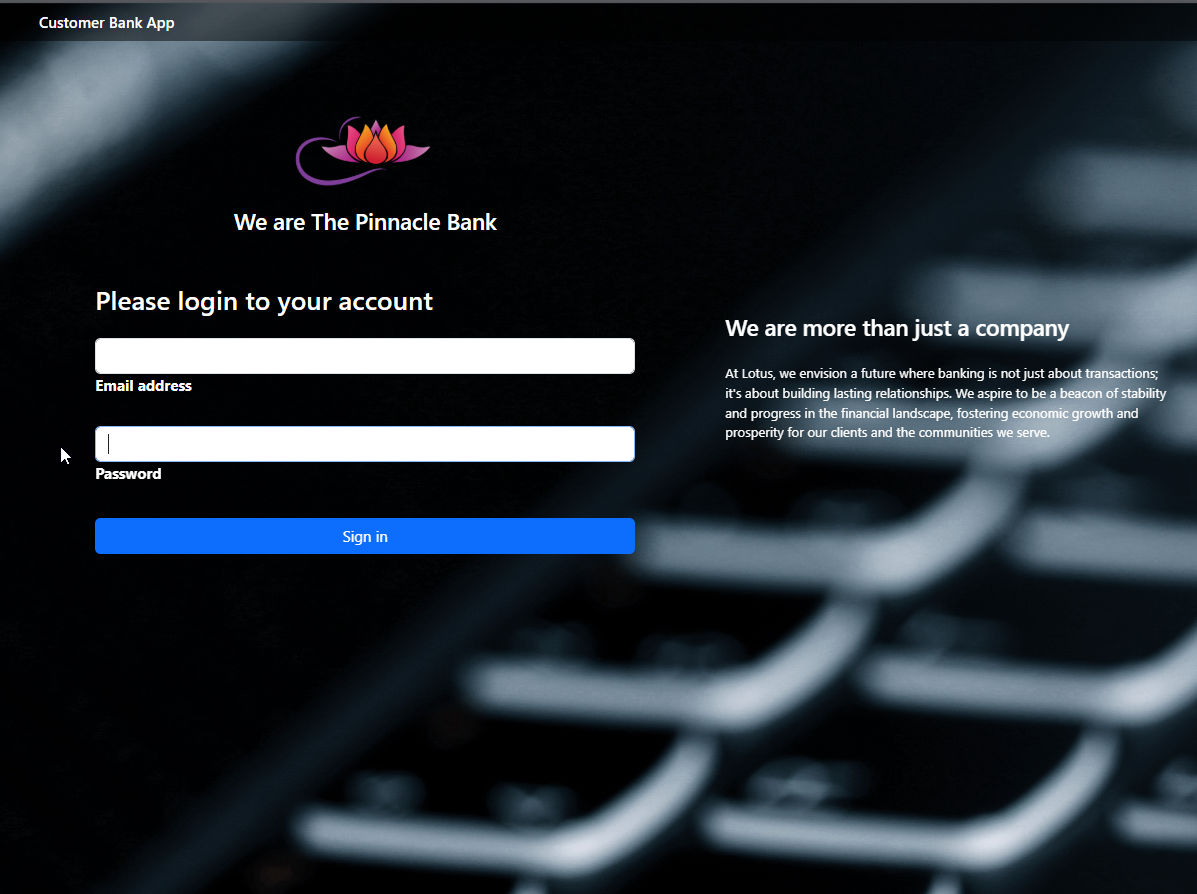 Customer Bank App
We are The Pinnacle Bank
Please login to your account
Email address
Password
Sign in
We are more than just a company
At Lotus, we envision a future where banking is not just about transactions;
it's about building lasting relationships. We aspire to be a beacon of stability
and progress in the financial landscape, fostering economic growth and
prosperity for our clients and the communities we serve.